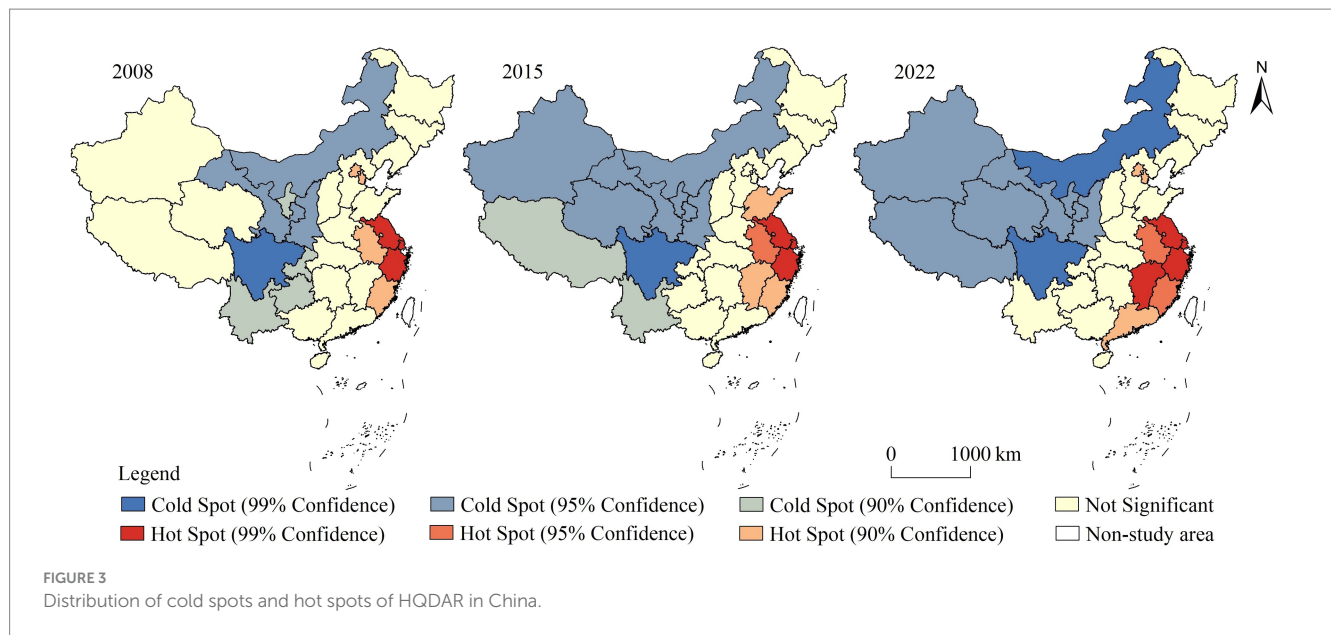 2008
2015
2022
N
0 1000 km
Legend
Cold Spot (99% Confidence) Cold Spot (95% Confidence) Cold Spot (90% Confidence) Not Significant
Hot Spot (99% Confidence) Hot Spot (95% Confidence) Hot Spot (90% Confidence) Non-study area
FIGURE 3
Distribution of cold spots and hot spots of HQDAR in China.